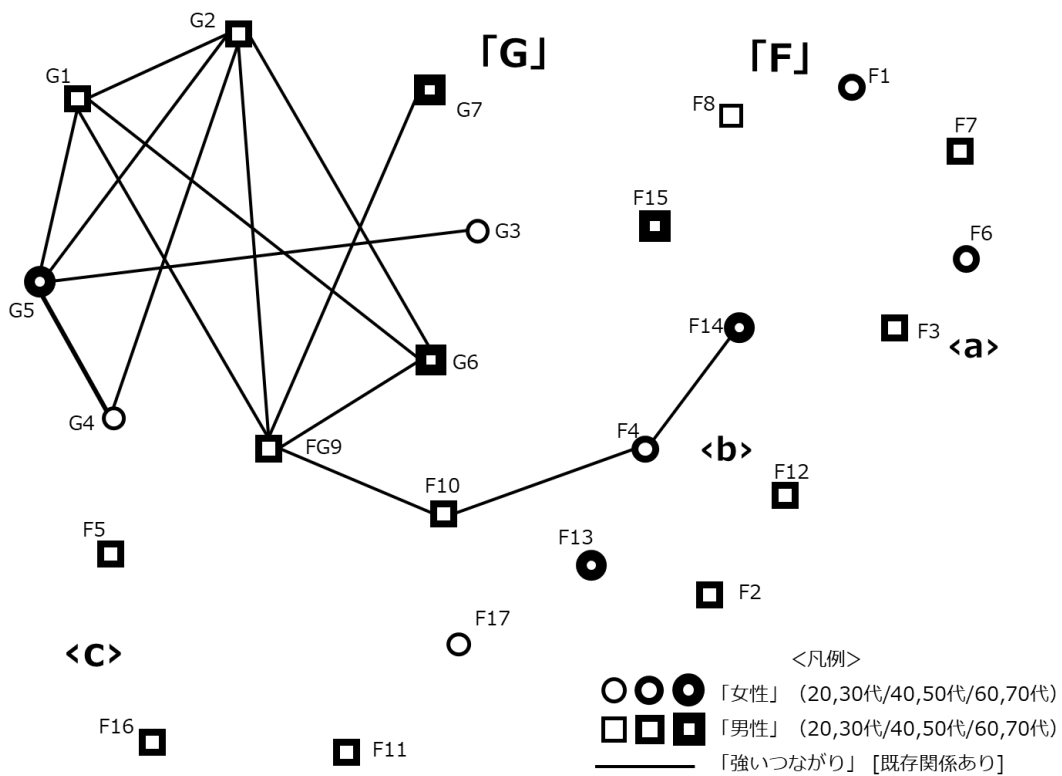 G2
「G」
「F」
G1
F1
G7
F8
F7
F15
G3
F6
G5
F14
F3
<a>
G6
G4
F4
FG9
<b>
F12
F10
F5
F13
F2
F17
<c>
<凡例>
「女性」 (20,30代/40,50代/60,70代)
F16
「男性」 (20,30代/40,50代/60,70代)
F11
「強いつながり」 [既存関係あり]